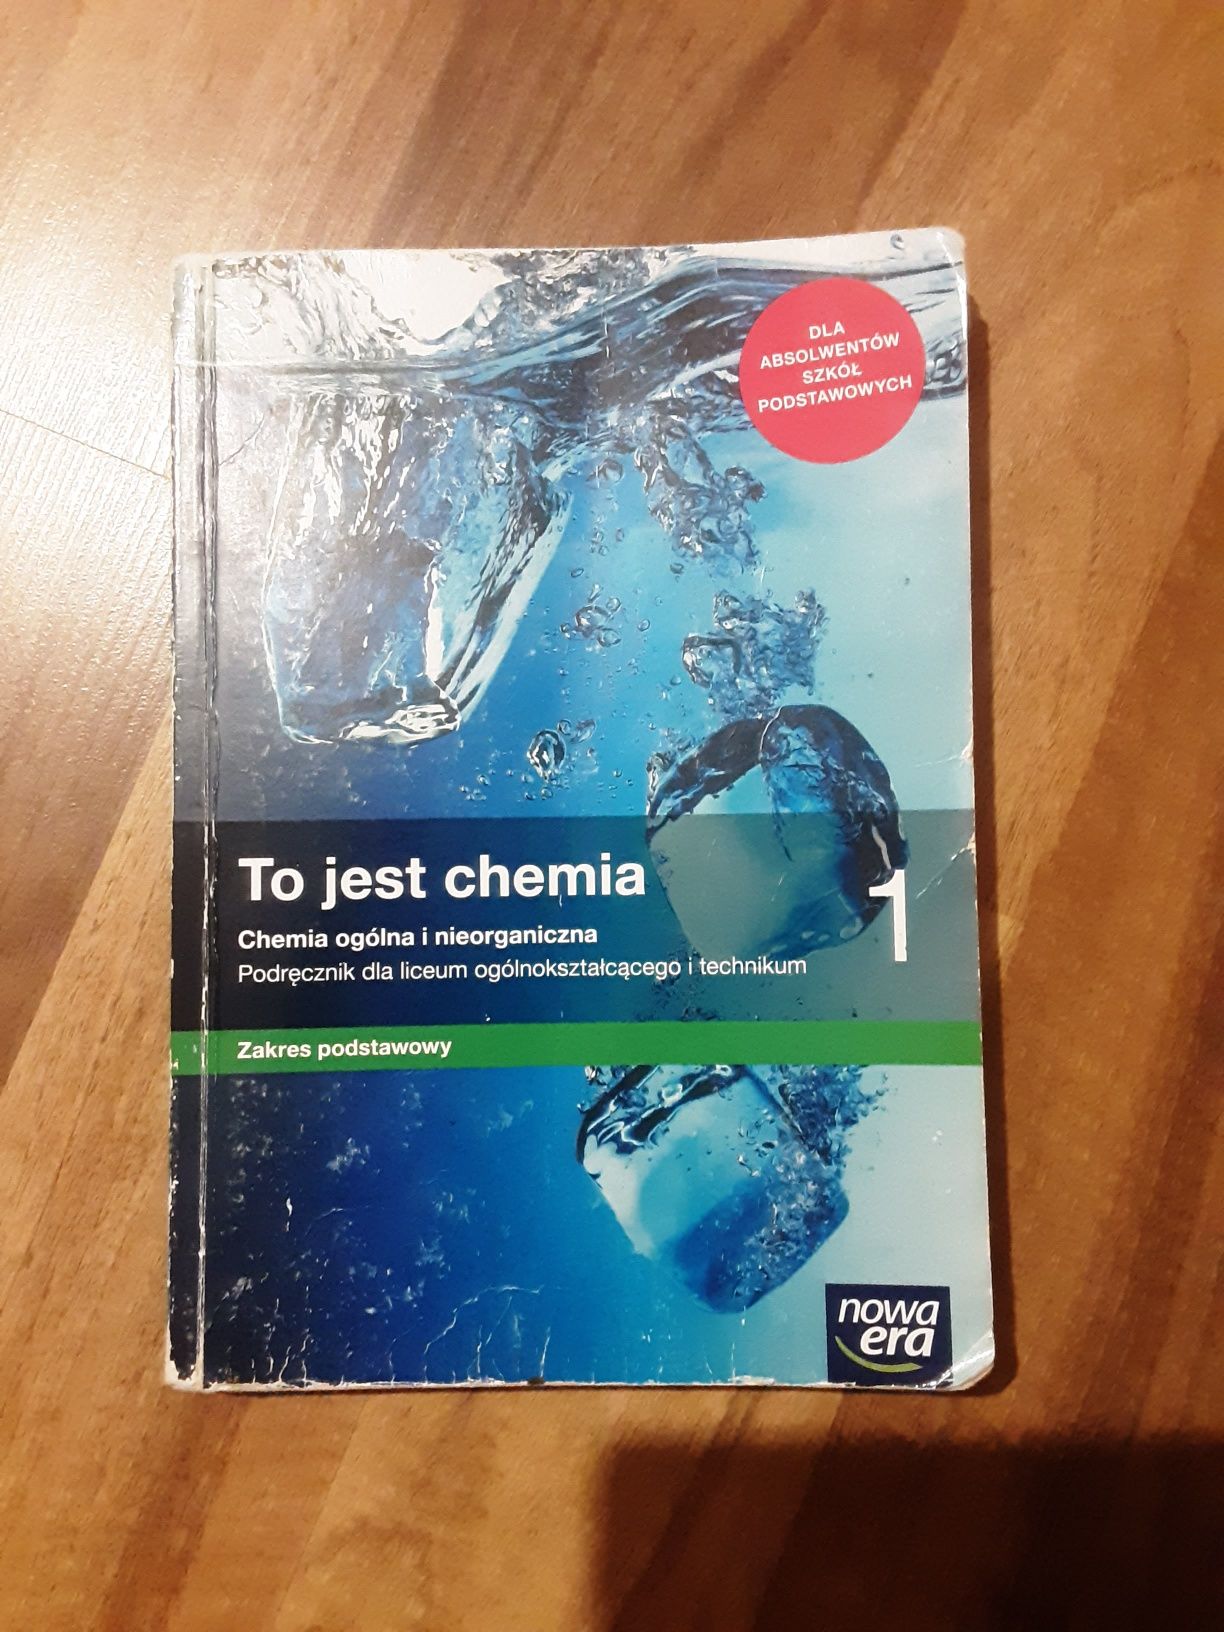 DLA
ABSOLWENTÓW
SZKÓŁ
PODSTAWOWYCH
To jest chemia
1
Chemia ogólna i nieorganiczna
Podręcznik dla liceum ogólnokształcącego i technikum
Zakres podstawowy
nowa
era